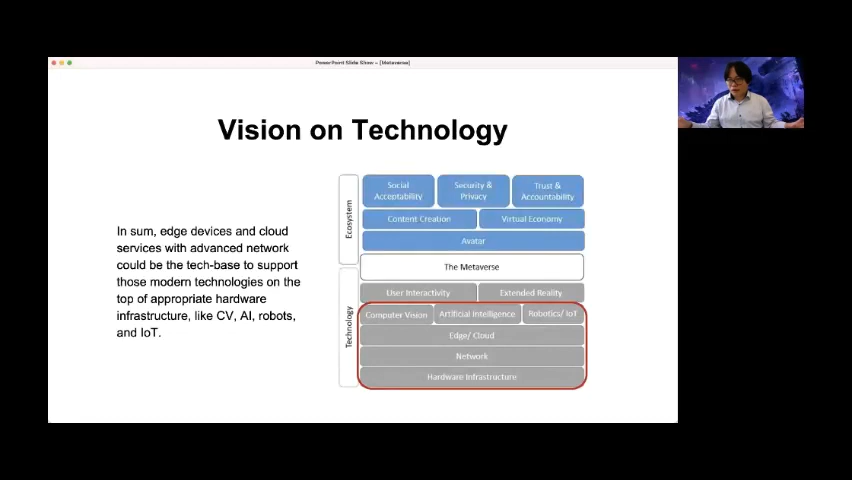 PowerPoint Slide Show - [Metaverse]
Vision on Technology
In sum, edge devices and cloud
services with advanced network
could be the tech-base to support
those modern technologies on the
top of appropriate hardware
infrastructure, like CV, AI, robots,
and IoT.
Ecosystem
Social
Acceptability
Security &
Privacy
Trust &
Accountability
Content Creation
Virtual Economy
Avatar
The Metaverse
Technology
User Interactivity
Extended Reality
Computer Vision
Artificial Intelligence
Robotics/ IoT
Edge/ Cloud
Network
Hardware Infrastructure